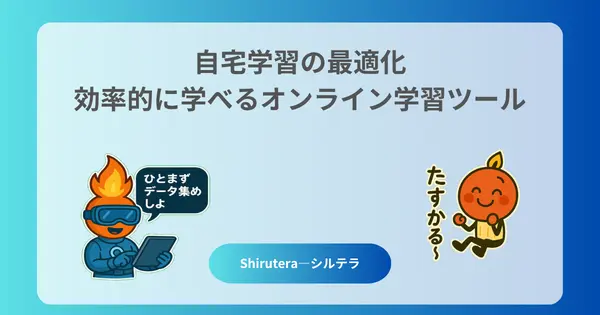 自宅学習の最適化
効率的に学べるオンライン学習ツール
ひとまず
データ集め
しよ
たすかる〜
Shirutera―シルテラ